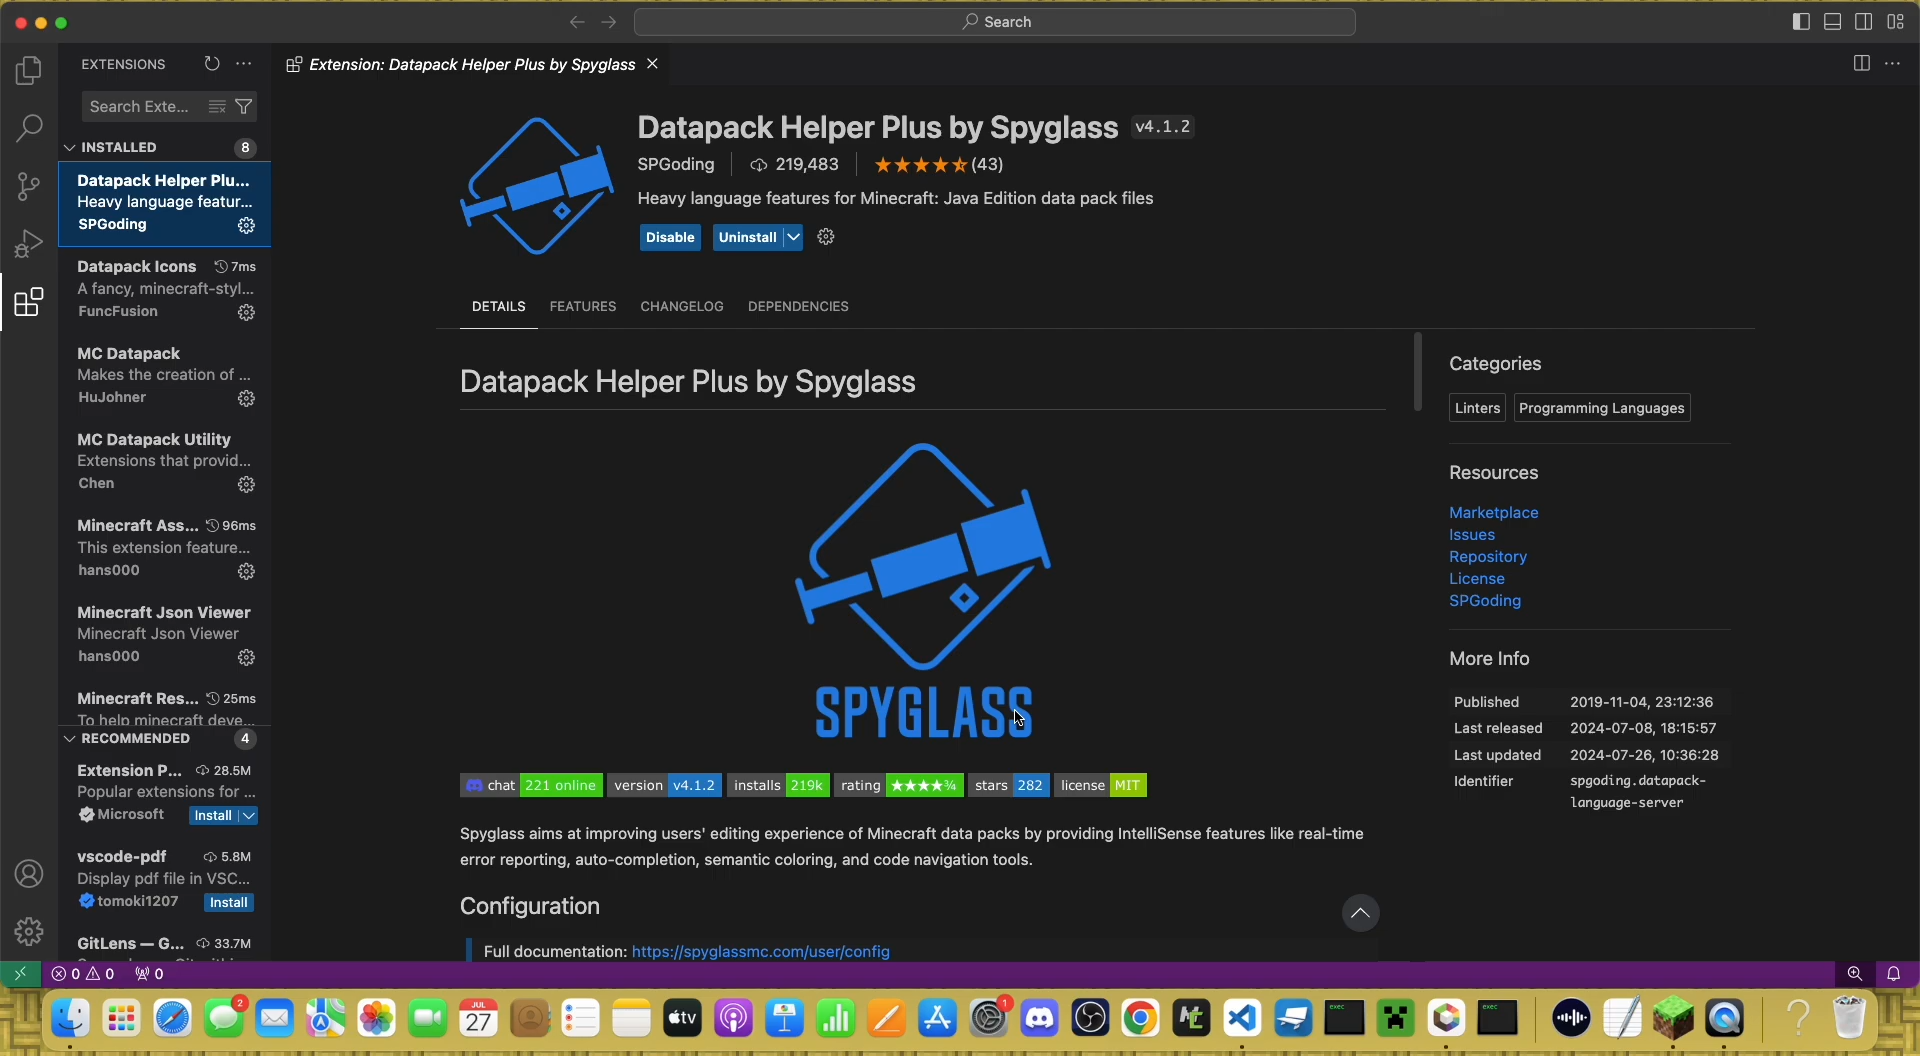 Search
EXTENSIONS
Extension: Datapack Helper Plus by Spyglass
Search Exte...
INSTALLED 8
Datapack Helper Plu...
Heavy language featur...
SPGoding
Datapack Icons 7ms
A fancy, minecraft-styl...
FuncFusion
MC Datapack
Makes the creation of ...
HuJohner
MC Datapack Utility
Extensions that provid...
Chen
Minecraft Ass... 96ms
This extension feature...
hans000
Minecraft Json Viewer
Minecraft Json Viewer
hans000
Minecraft Res... 25ms
To help minecraft deve...
RECOMMENDED 4
Extension P... 28.5M
Popular extensions for ...
Microsoft Install
vscode-pdf 5.8M
Display pdf file in VSC...
tomoki1207 Install
GitLens — G... 33.7M
Datapack Helper Plus by Spyglass v4.1.2
SPGoding 219,483 (43)
Heavy language features for Minecraft: Java Edition data pack files
Disable Uninstall
DETAILS FEATURES CHANGELOG DEPENDENCIES
Datapack Helper Plus by Spyglass
SPYGLASS
chat 221 online version v4.1.2 installs 219k rating ★★★★¾ stars 282 license MIT
Spyglass aims at improving users' editing experience of Minecraft data packs by providing IntelliSense features like real-time
error reporting, auto-completion, semantic coloring, and code navigation tools.
Configuration
Full documentation: https://spyglassmc.com/user/config
Categories
Linters Programming Languages
Resources
Marketplace
Issues
Repository
License
SPGoding
More Info
Published 2019-11-04, 23:12:36
Last released 2024-07-08, 18:15:57
Last updated 2024-07-26, 10:36:28
Identifier spgoding.datapack-
language-server
0 0 0
2
JUL
27
tv
1
exec
exec
?